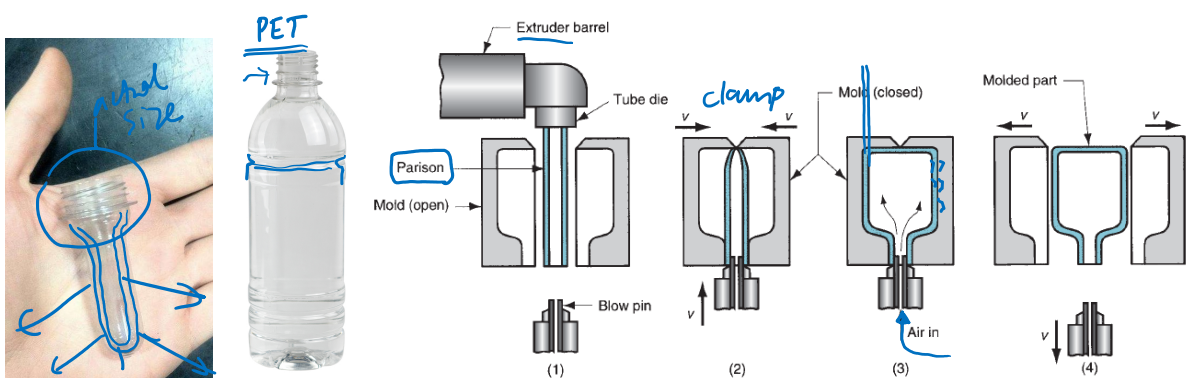 actual
size
PET
Extruder barrel
Tube die
Parison
Mold (open)
Blow pin
(1)
clamp
v
v
v
(2)
Mold (closed)
Air in
(3)
Molded part
v
v
v
(4)